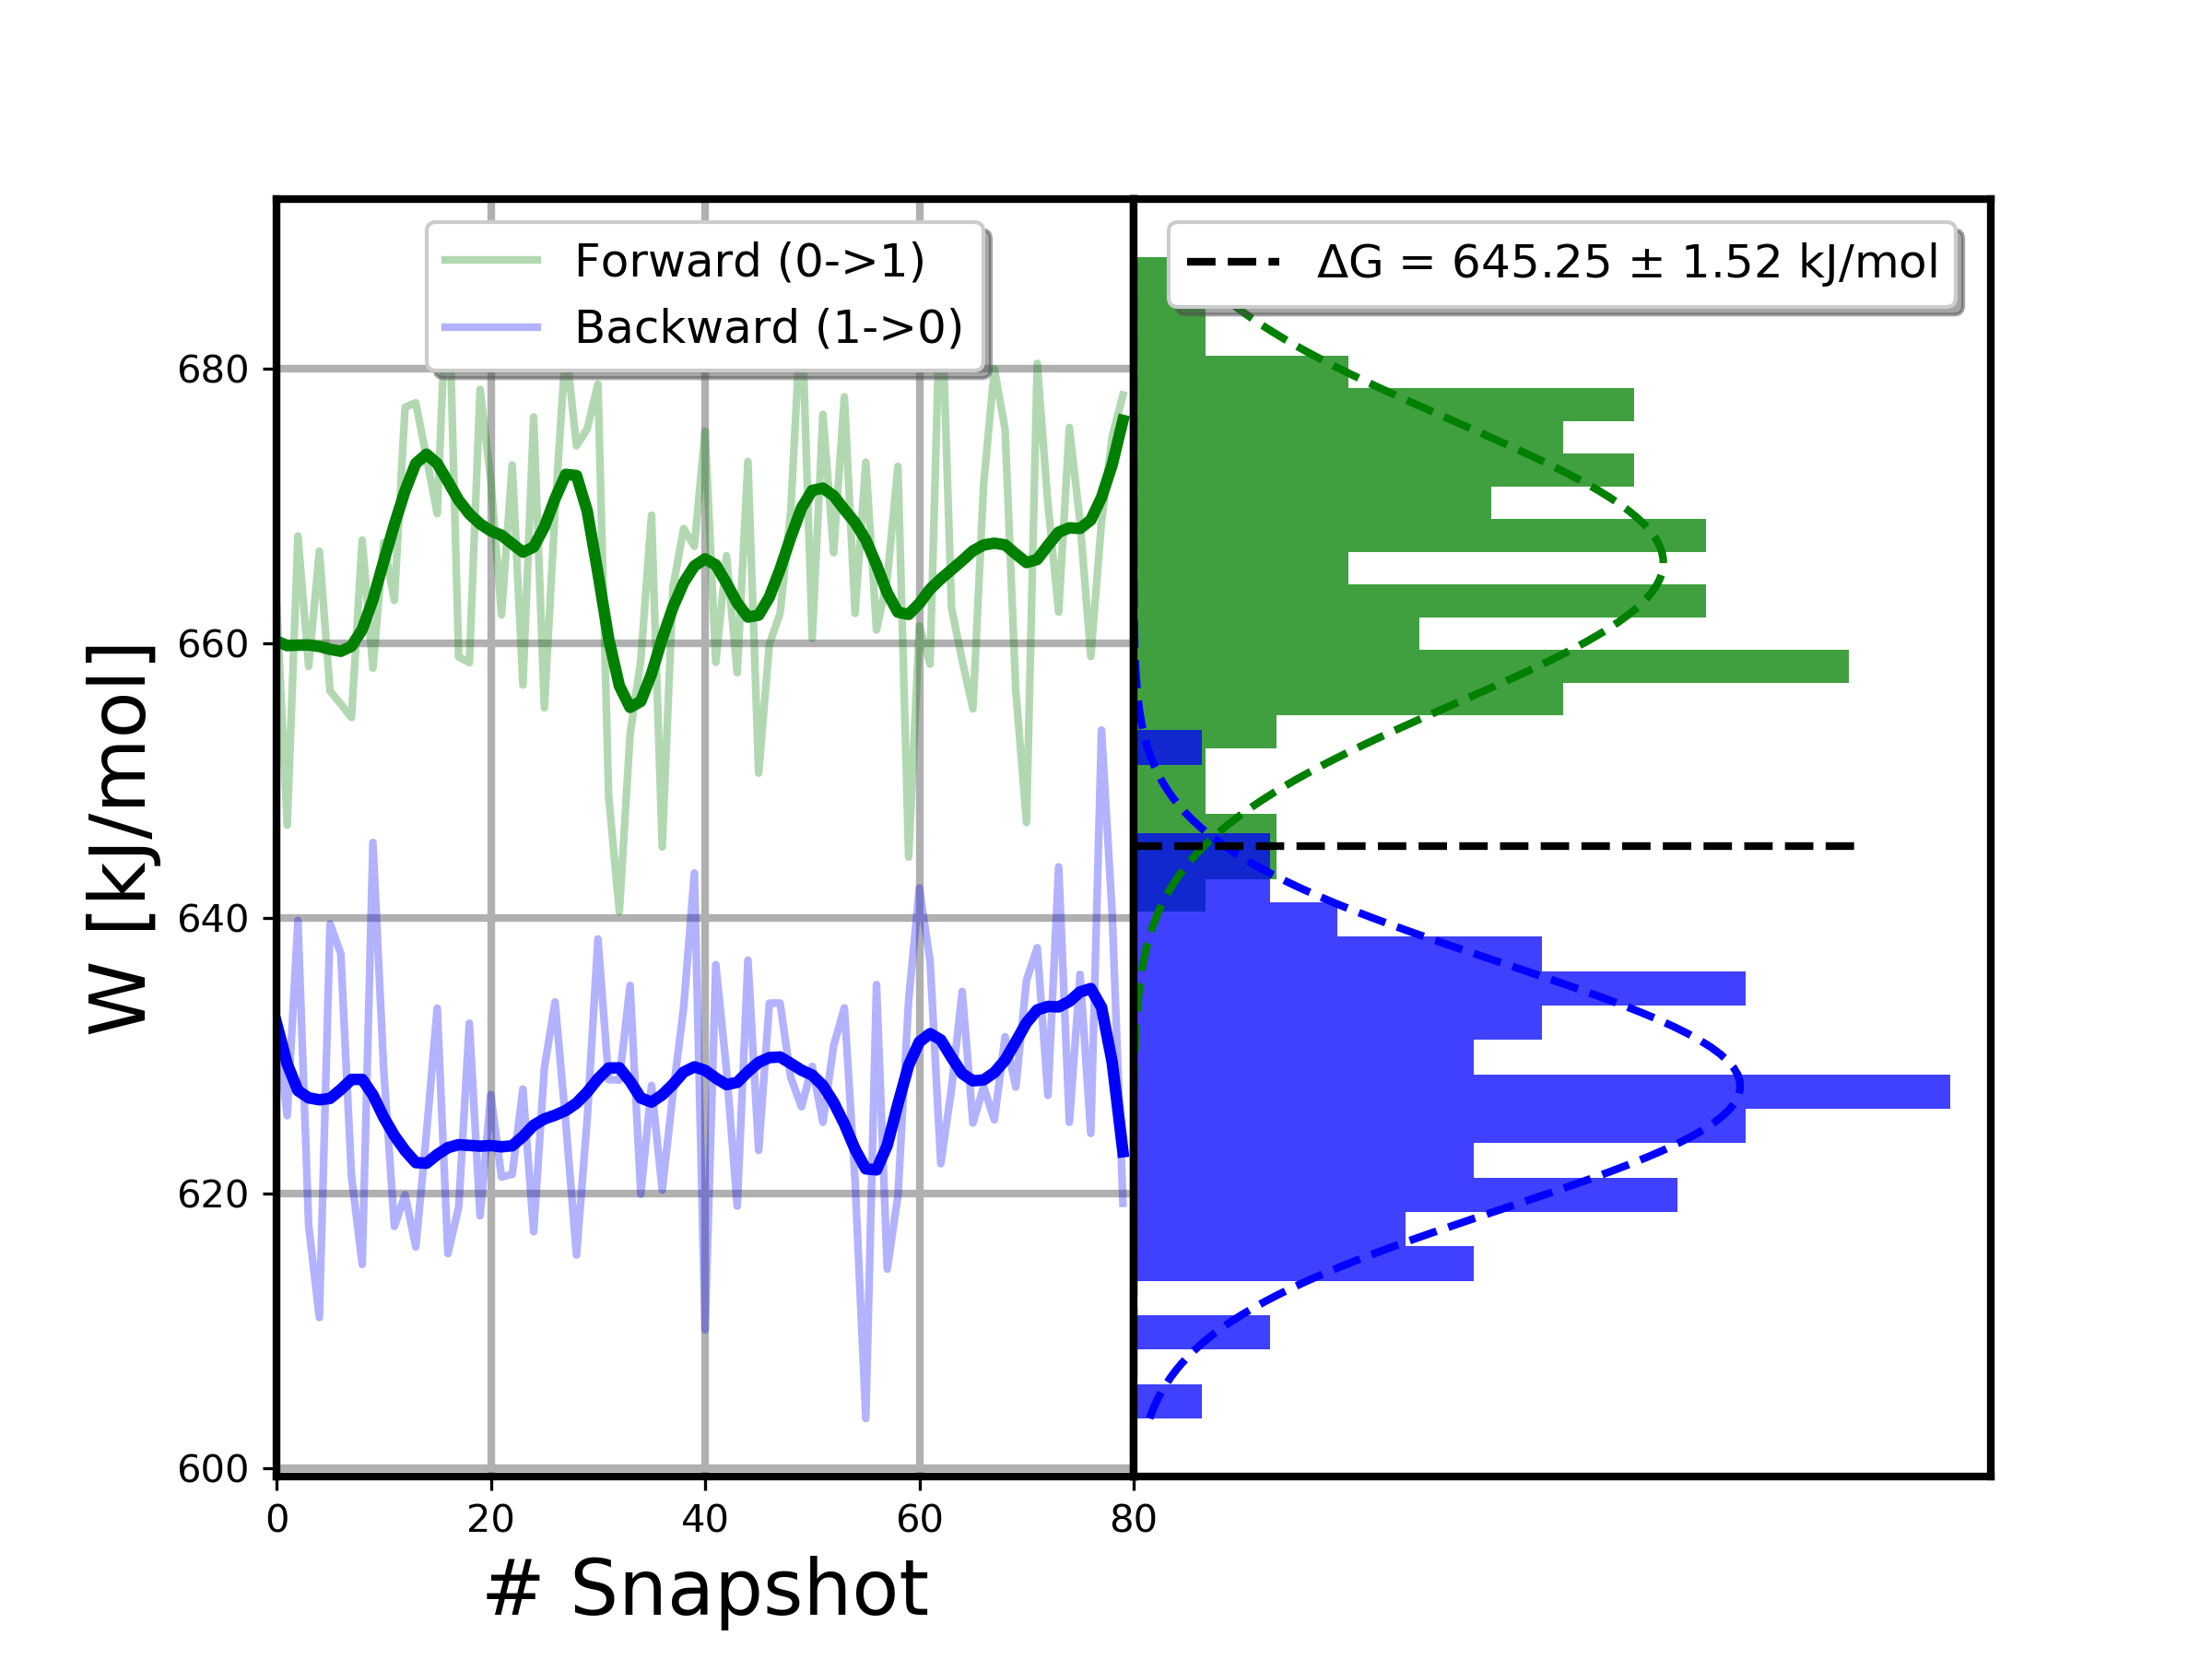 Forward (0->1)
Backward (1->0)
ΔG = 645.25 ± 1.52 kJ/mol
W [kJ/mol]
680
660
640
620
600
0 20 40 60 80
# Snapshot